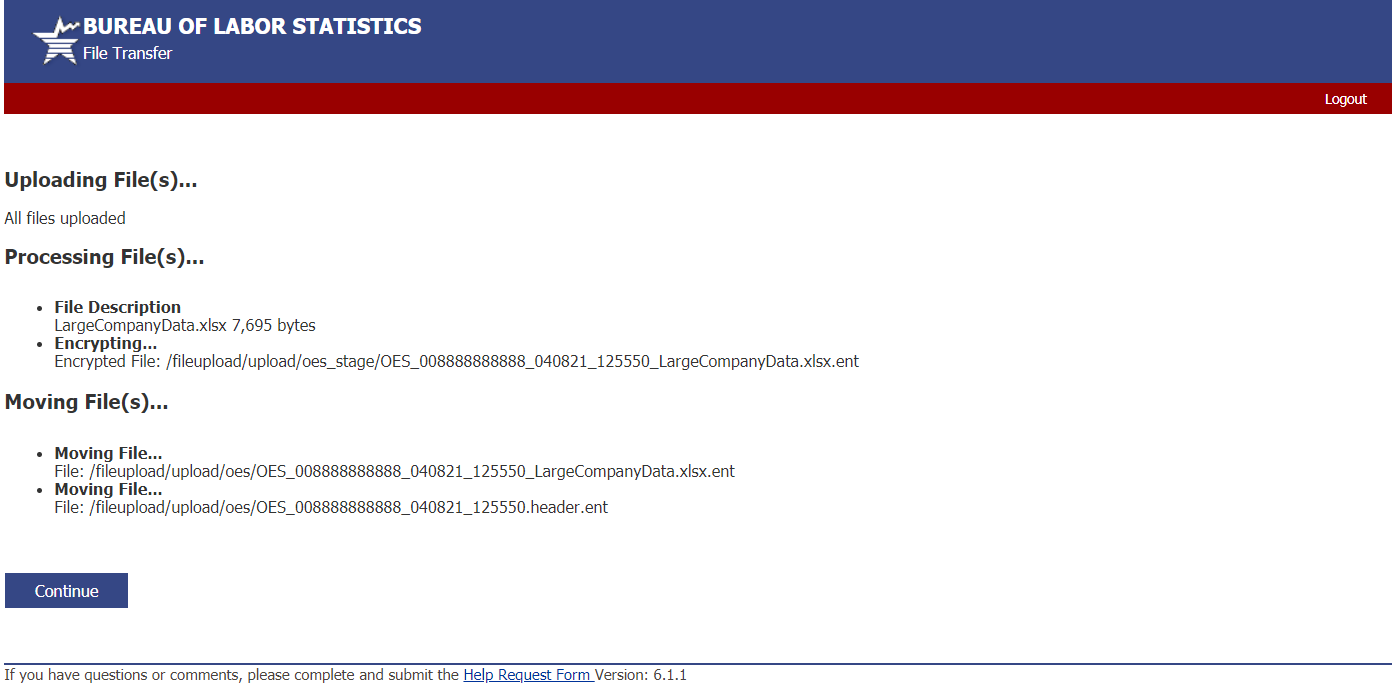 BUREAU OF LABOR STATISTICS
File Transfer
Logout
Uploading File(s)...
All files uploaded
Processing File(s)...
File Description
LargeCompanyData.xlsx 7,695 bytes
Encrypting...
Encrypted File: /fileupload/upload/oes_stage/OES_008888888888_040821_125550_LargeCompanyData.xlsx.ent
Moving File(s)...
Moving File...
File: /fileupload/upload/oes/OES_008888888888_040821_125550_LargeCompanyData.xlsx.ent
Moving File...
File: /fileupload/upload/oes/OES_008888888888_040821_125550.header.ent
Continue
If you have questions or comments, please complete and submit the Help Request Form Version: 6.1.1